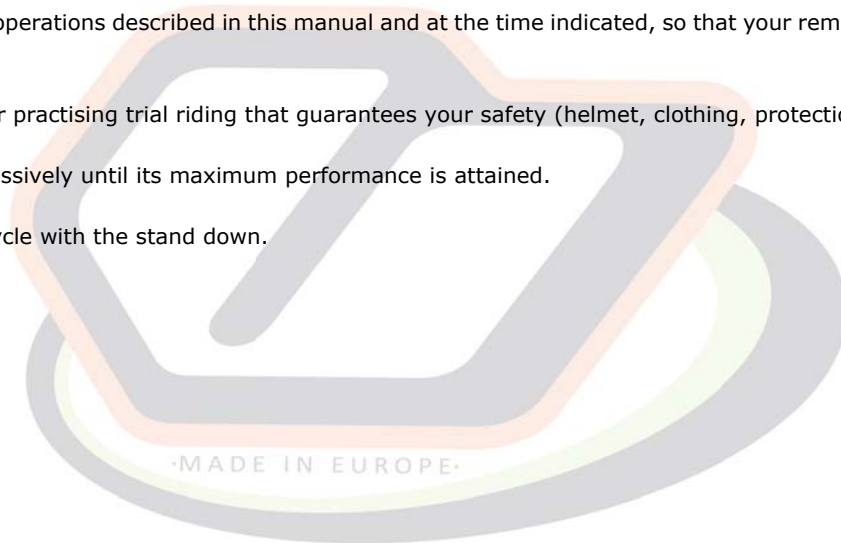 operations described in this manual and at the time indicated, so that your rem
r practising trial riding that guarantees your safety (helmet, clothing, protectio
ssively until its maximum performance is attained.
ycle with the stand down.
·MADE IN EUROPE·